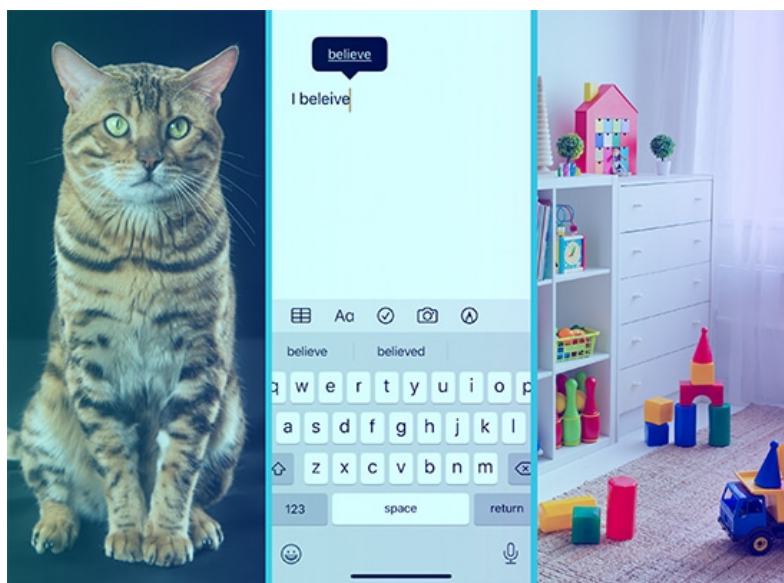 believe
I beleive
Aa
believe
believed
q w e r t y u i o p
a s d f g h j k l
z x c v b n m
123
space
return